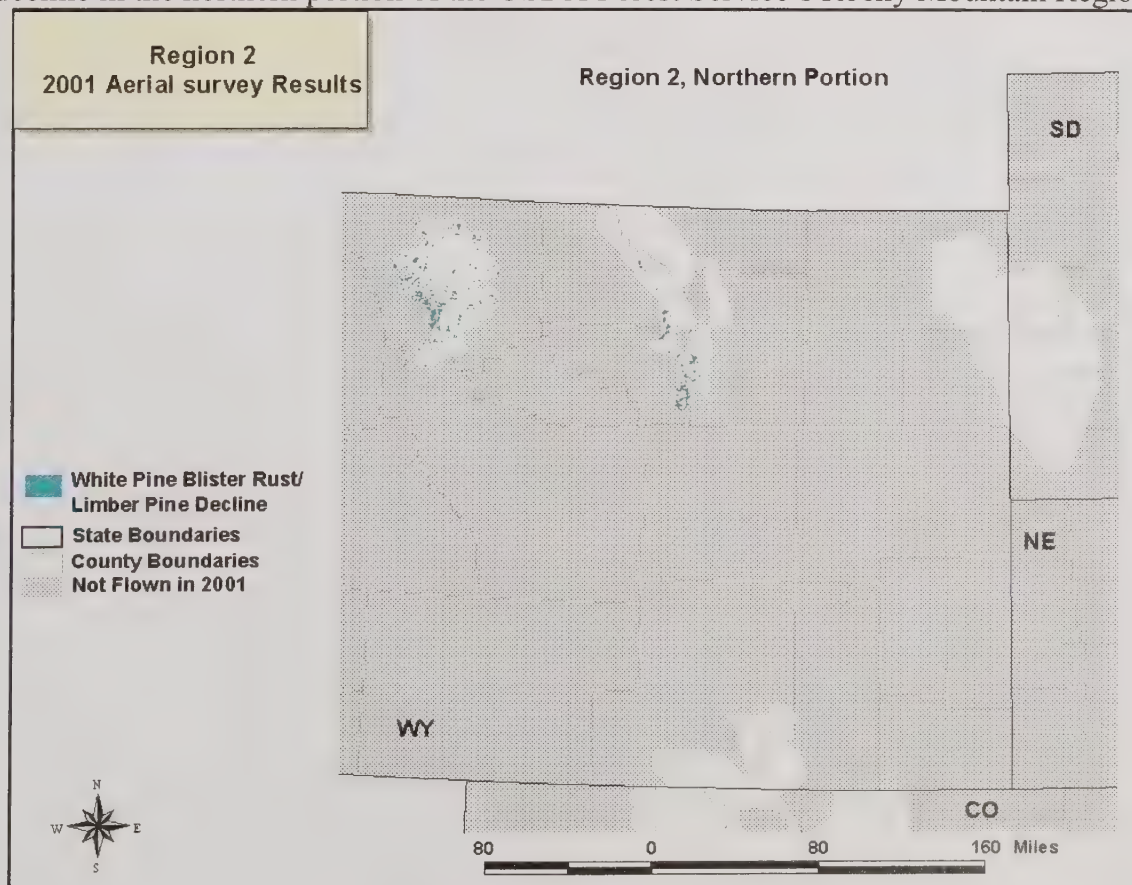 Region 2
2001 Aerial survey Results
Region 2, Northern Portion
SD
White Pine Blister Rust/
Limber Pine Decline
State Boundaries
County Boundaries
Not Flown in 2001
NE
WY
CO
N
W
E
S
80
0
80
160 Miles